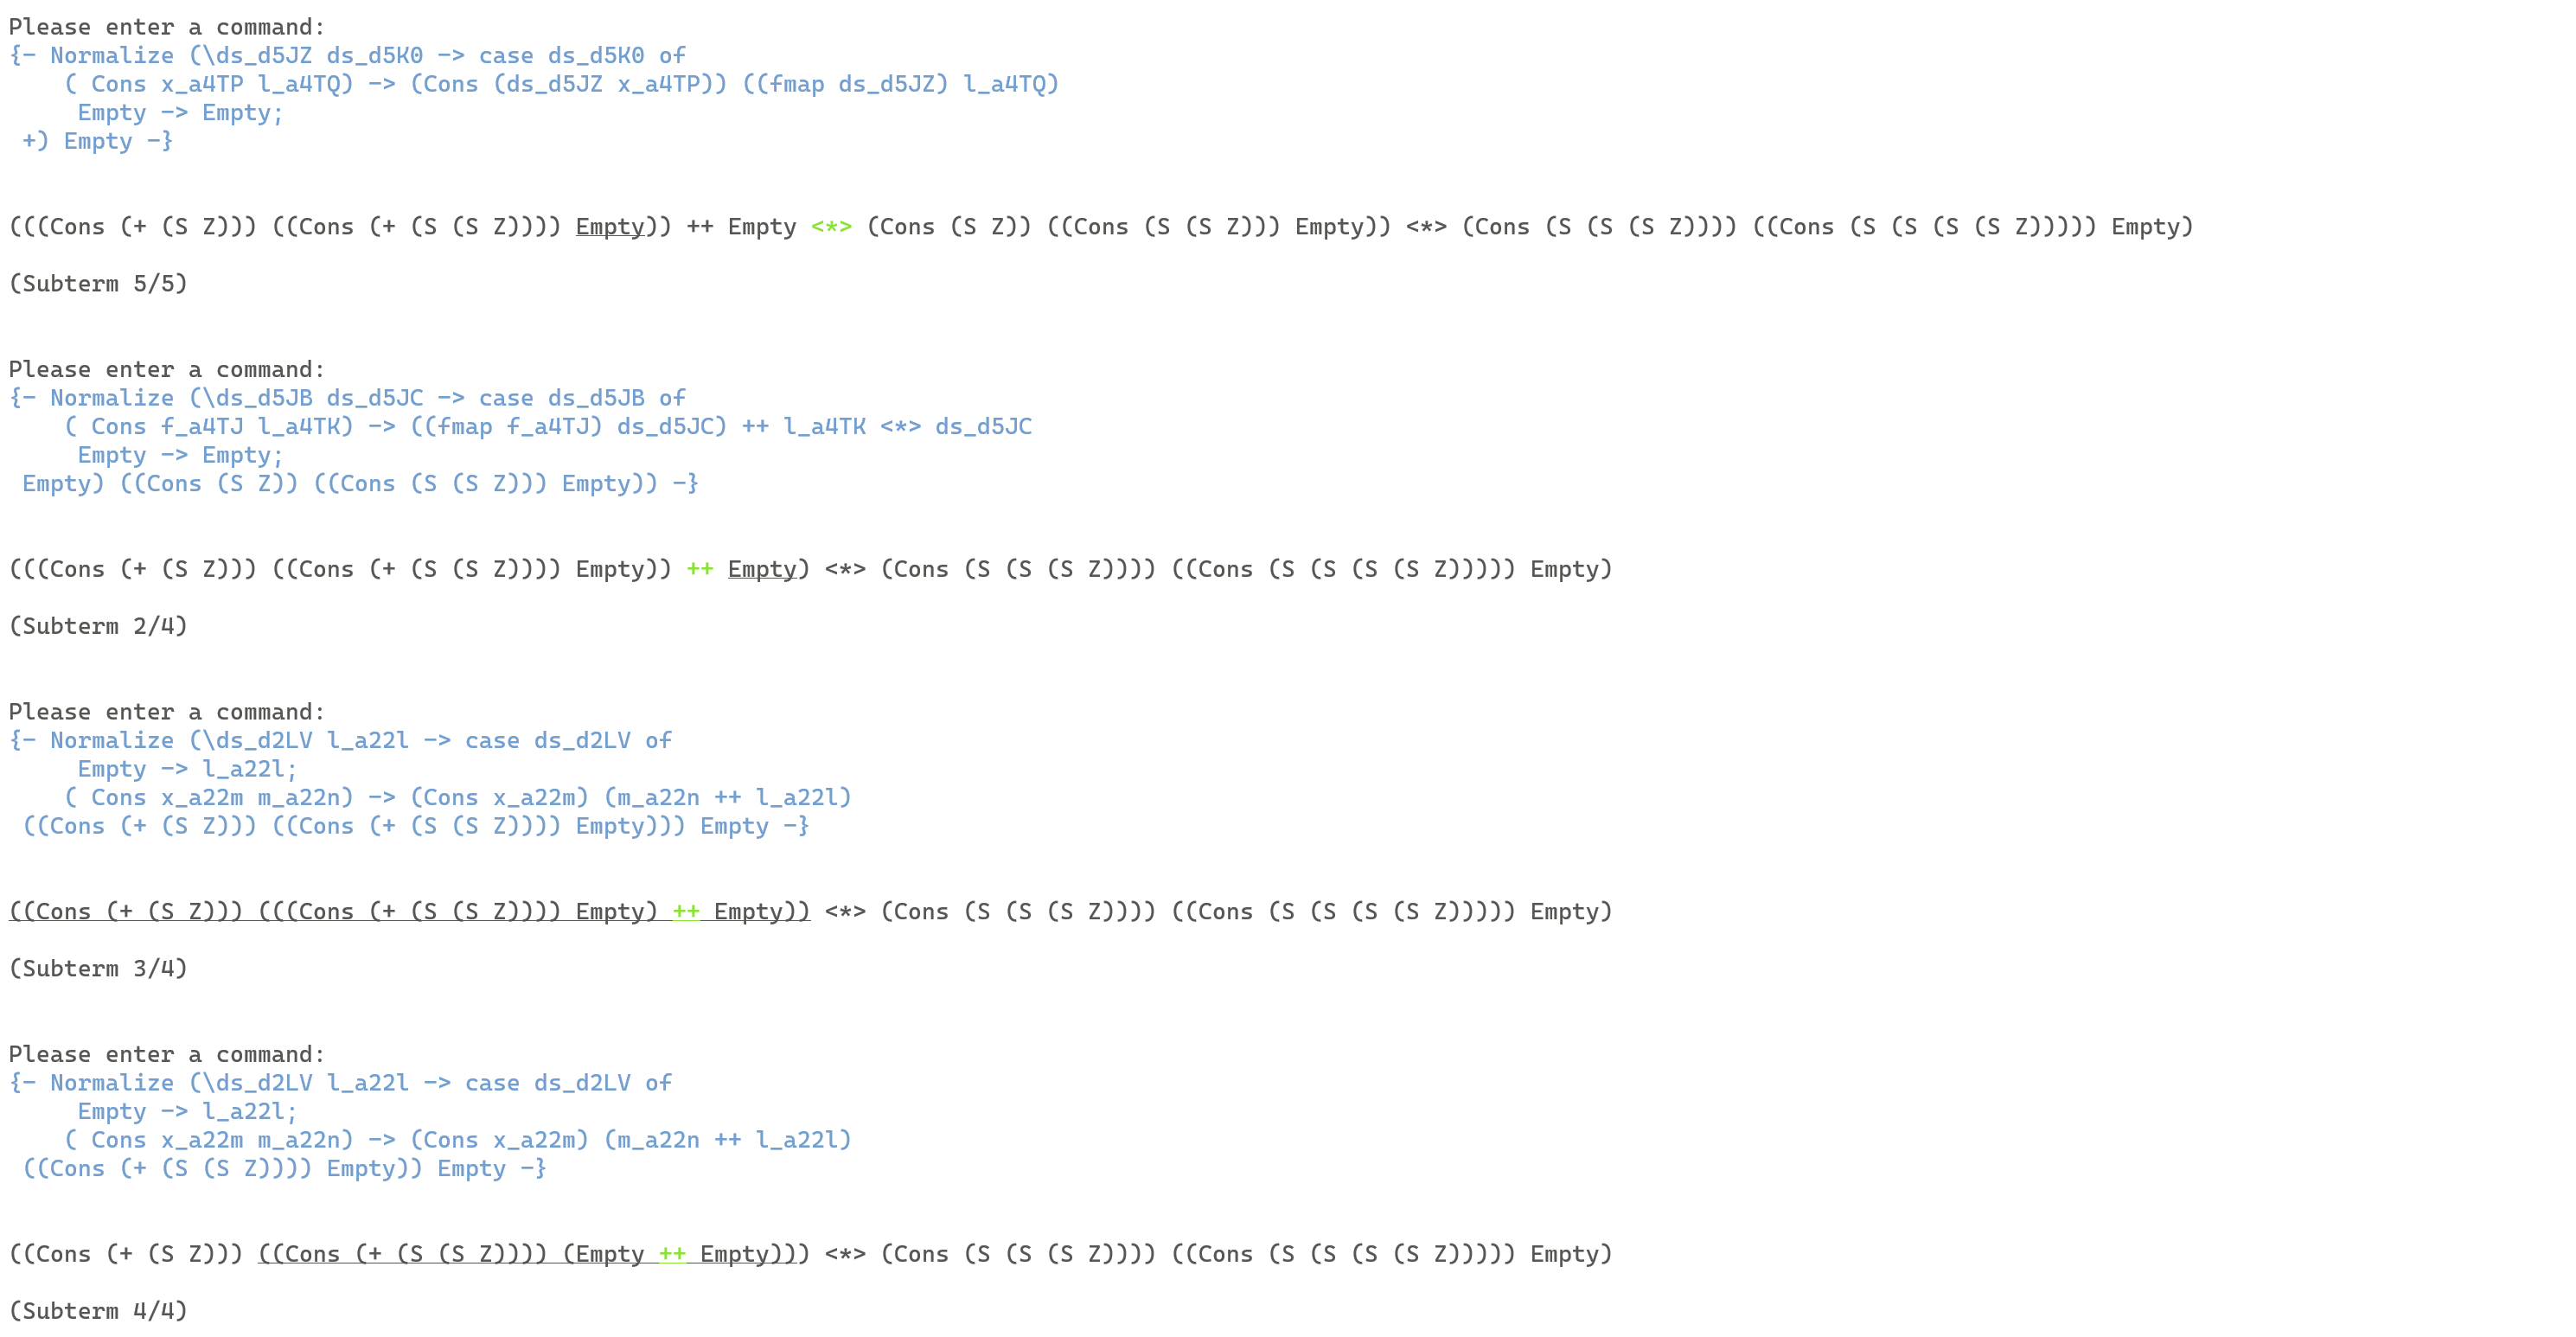 Please enter a command:
{- Normalize (\ds_d5JZ ds_d5K0 -> case ds_d5K0 of
    ( Cons x_a4TP l_a4TQ) -> (Cons (ds_d5JZ x_a4TP)) ((fmap ds_d5JZ) l_a4TQ)
     Empty -> Empty;
 +) Empty -}
(((Cons (+ (S Z))) ((Cons (+ (S (S Z)))) Empty)) ++ Empty <*> (Cons (S Z)) ((Cons (S (S Z))) Empty)) <*> (Cons (S (S (S Z)))) ((Cons (S (S (S (S Z))))) Empty)
(Subterm 5/5)
Please enter a command:
{- Normalize (\ds_d5JB ds_d5JC -> case ds_d5JB of
    ( Cons f_a4TJ l_a4TK) -> ((fmap f_a4TJ) ds_d5JC) ++ l_a4TK <*> ds_d5JC
     Empty -> Empty;
 Empty) ((Cons (S Z)) ((Cons (S (S Z))) Empty)) -}
(((Cons (+ (S Z))) ((Cons (+ (S (S Z)))) Empty)) ++ Empty) <*> (Cons (S (S (S Z)))) ((Cons (S (S (S (S Z))))) Empty)
(Subterm 2/4)
Please enter a command:
{- Normalize (\ds_d2LV l_a22l -> case ds_d2LV of
     Empty -> l_a22l;
    ( Cons x_a22m m_a22n) -> (Cons x_a22m) (m_a22n ++ l_a22l)
 ((Cons (+ (S Z))) ((Cons (+ (S (S Z)))) Empty))) Empty -}
((Cons (+ (S Z))) (((Cons (+ (S (S Z)))) Empty) ++ Empty)) <*> (Cons (S (S (S Z)))) ((Cons (S (S (S (S Z))))) Empty)
(Subterm 3/4)
Please enter a command:
{- Normalize (\ds_d2LV l_a22l -> case ds_d2LV of
     Empty -> l_a22l;
    ( Cons x_a22m m_a22n) -> (Cons x_a22m) (m_a22n ++ l_a22l)
 ((Cons (+ (S (S Z)))) Empty)) Empty -}
((Cons (+ (S Z))) ((Cons (+ (S (S Z)))) (Empty ++ Empty))) <*> (Cons (S (S (S Z)))) ((Cons (S (S (S (S Z))))) Empty)
(Subterm 4/4)